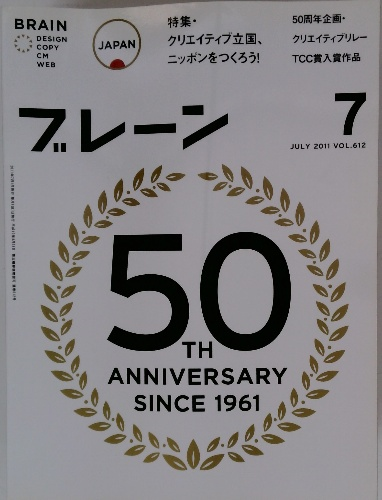 BRAIN
DESIGN
COPY
CM
WEB
JAPAN
特集・
クリエイティブ立国、
ニッポンをつくろう!
50周年企画・
クリエイティブリレー
TCC賞入賞作品
ブレーン
7
JULY 2011 VOL.612
50
TH
ANNIVERSARY
SINCE 1961